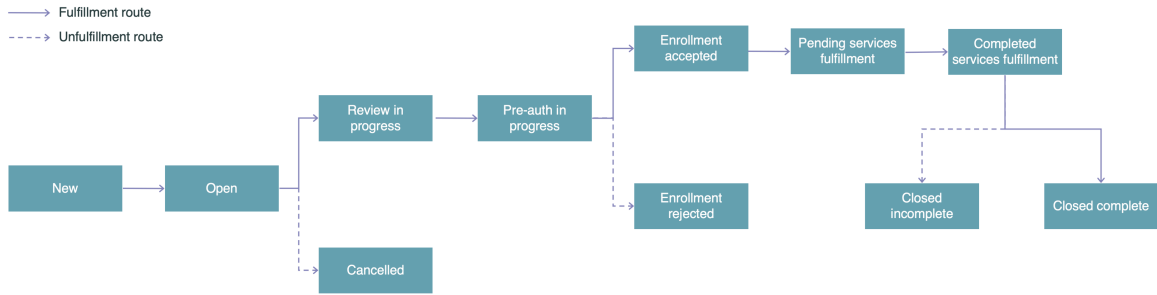 Fulfillment route
Unfulfillment route
New
Open
Review in
progress
Cancelled
Pre-auth in
progress
Enrollment
accepted
Enrollment
rejected
Pending services
fulfillment
Completed
services fulfillment
Closed
incomplete
Closed complete